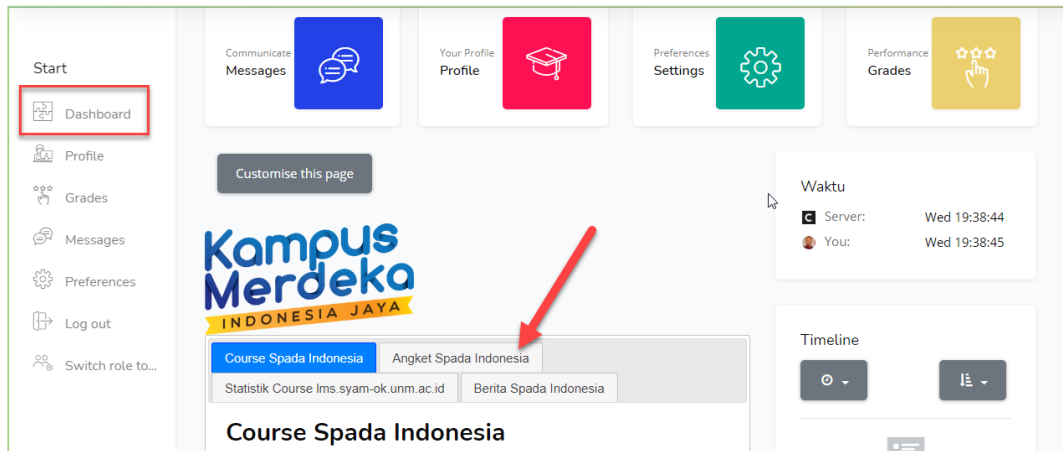 Start
Dashboard
Profile
Grades
Messages
Preferences
Log out
Switch role to...
Communicate
Messages
Your Profile
Profile
Preferences
Settings
Performance
Grades
Customise this page
Kampus
Merdeka
INDONESIA JAYA
Course Spada Indonesia
Angket Spada Indonesia
Statistik Course lms.syam-ok.unm.ac.id
Berita Spada Indonesia
Course Spada Indonesia
Waktu
Server: Wed 19:38:44
You: Wed 19:38:45
Timeline